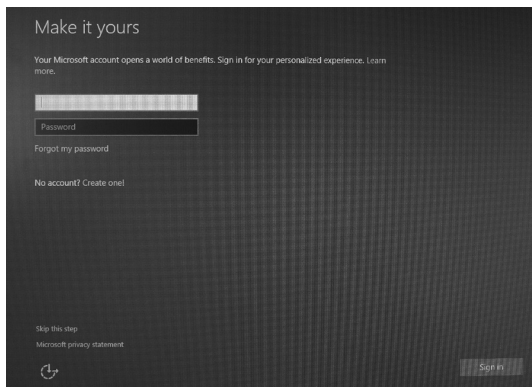 Make it yours
Your Microsoft account opens a world of benefits. Sign in for your personalized experience. Learn
more.
Password
Forgot my password
No account? Create one!
Skip this step
Microsoft privacy statement
Sign in